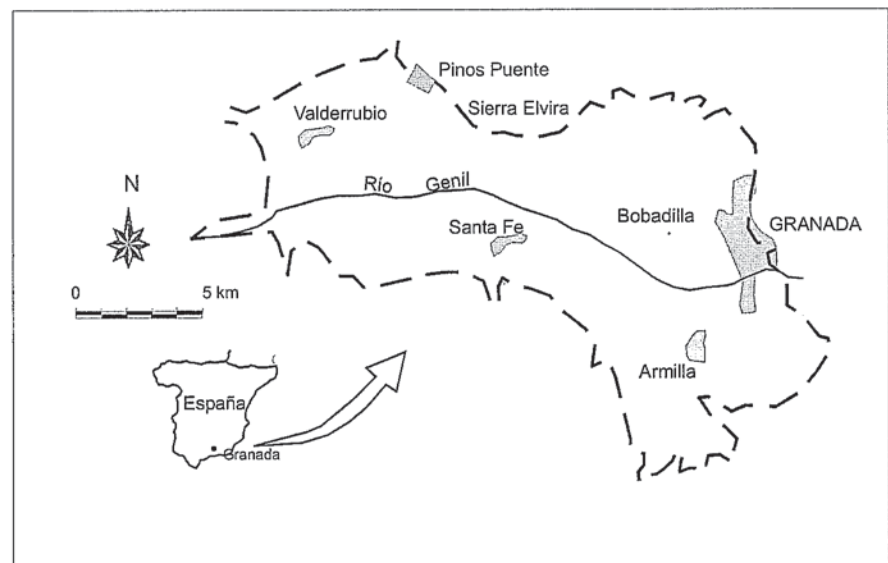 Pinos Puente
Sierra Elvira
Valderrubio
N
Río Genil
Bobadilla
Santa Fe
GRANADA
0 5 km
Armilla
España
Granada